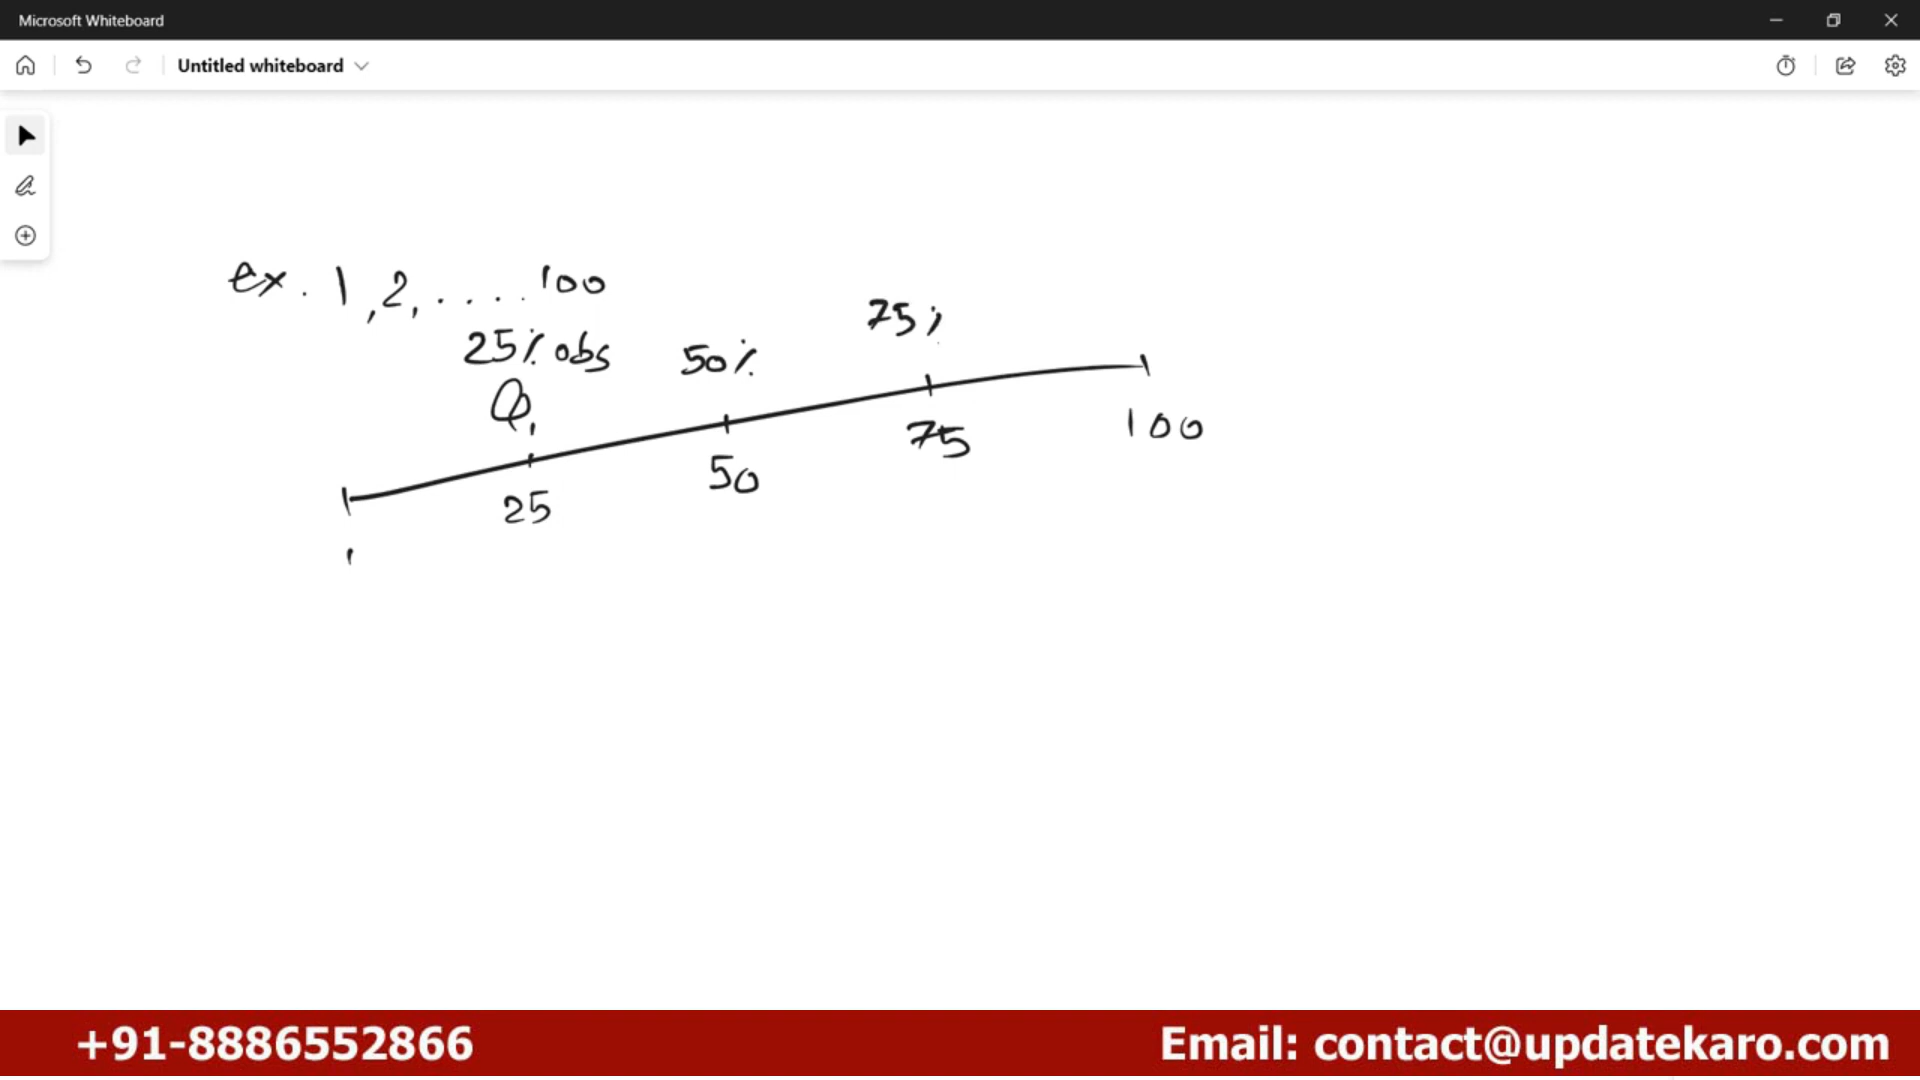 Microsoft Whiteboard
Untitled whiteboard
ex. 1, 2, ....100
25% obs 50% 75%
Q1
1 25 50 75 100
+91-8886552866 Email: contact@updatekaro.com